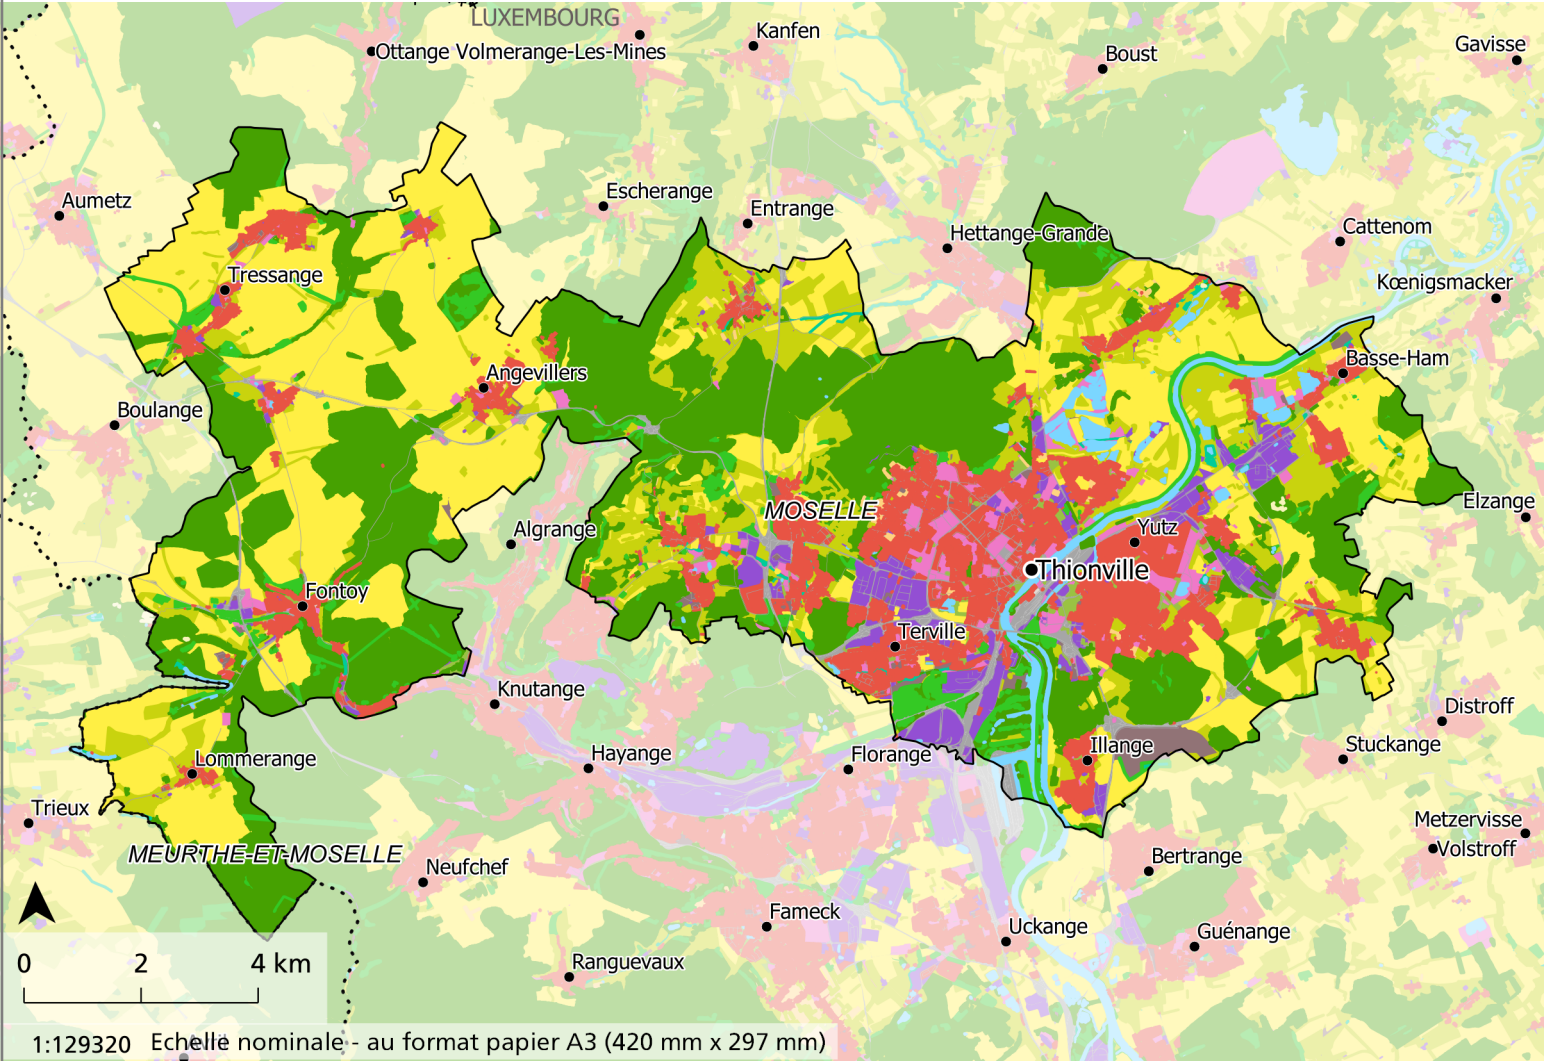 LUXEMBOURG
Kanfen
Ottange Volmerange-Les-Mines
Boust
Gavisse
Aumetz
Escherange
Entrange
Hettange-Grande
Cattenom
Tressange
Kœnigsmacker
Basse-Ham
Angevillers
Boulange
Elzange
MOSELLE
Algrange
Yutz
Thionville
Fontoy
Terville
Knutange
Distroff
Illange
Stuckange
Hayange
Florange
Lommerange
Trieux
Metzervisse
Volstroff
MEURTHE-ET-MOSELLE
Neufchef
Bertrange
Fameck
Uckange
Guénange
Ranguevaux
0 2 4 km
1:129320 Echelle nominale - au format papier A3 (420 mm x 297 mm)